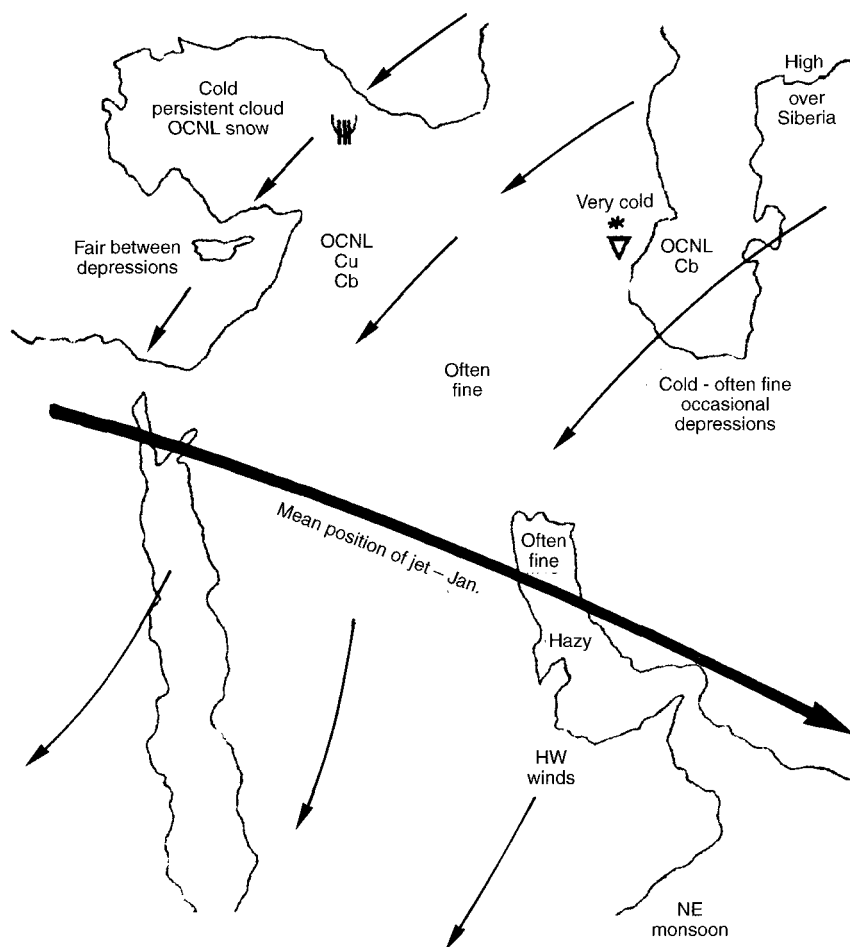 Cold
persistent cloud
OCNL snow
High
over
Siberia
Very cold
Fair between
depressions
OCNL
Cu
Cb
OCNL
Cb
Often
fine
Cold - often fine
occasional
depressions
Mean position of jet – Jan.
Often
fine
Hazy
HW
winds
NE
monsoon